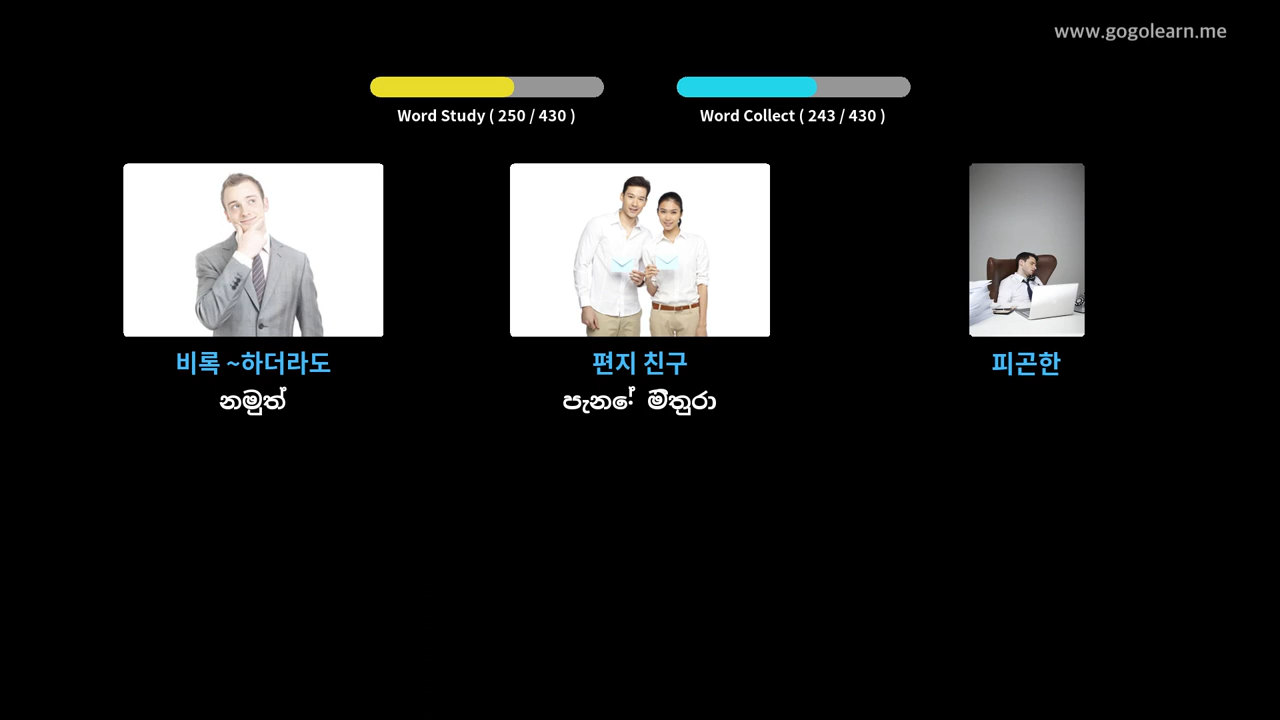 www.gogolearn.me
Word Study ( 250 / 430 )
Word Collect ( 243 / 430 )
비록 ~하더라도
편지 친구
피곤한
නමුත්
මිතුරා